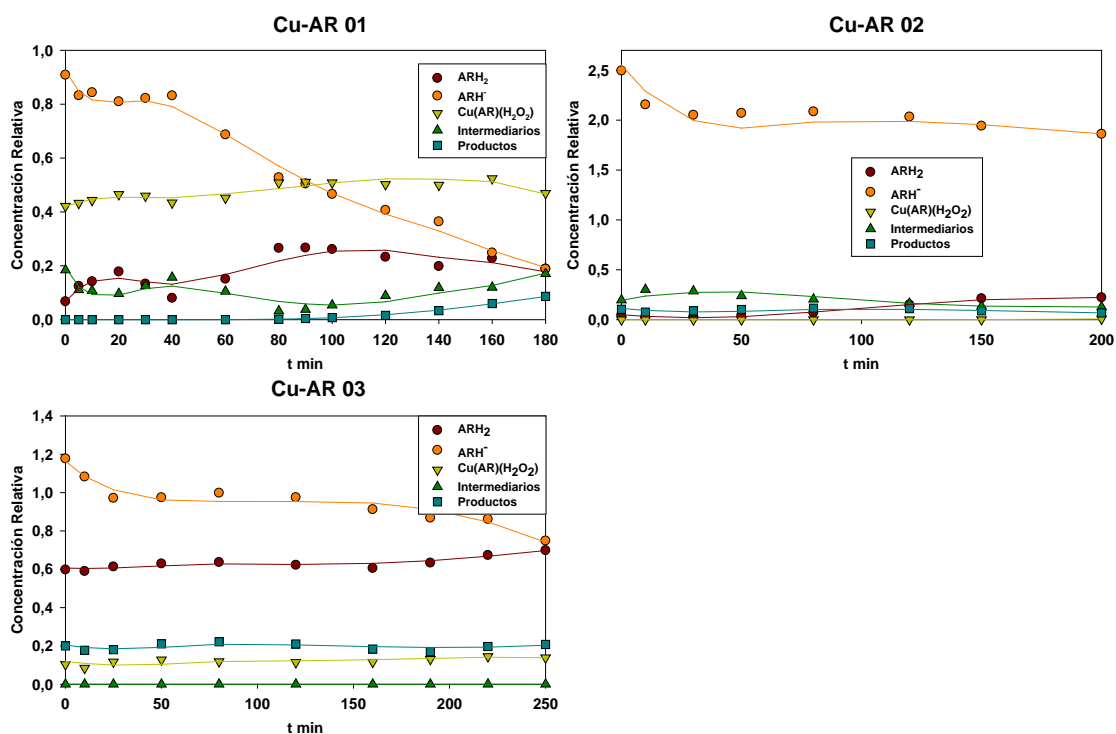 Cu-AR 01
Concentración Relativa
1,0
0,8
0,6
0,4
0,2
0,0
ARH₂
ARH⁻
Cu(AR)(H₂O₂)
Intermediarios
Productos
0 20 40 60 80 100 120 140 160 180
t min
Cu-AR 02
Concentración Relativa
2,5
2,0
1,5
1,0
0,5
0,0
ARH₂
ARH⁻
Cu(AR)(H₂O₂)
Intermediarios
Productos
0 50 100 150 200
t min
Cu-AR 03
Concentración Relativa
1,4
1,2
1,0
0,8
0,6
0,4
0,2
0,0
ARH₂
ARH⁻
Cu(AR)(H₂O₂)
Intermediarios
Productos
0 50 100 150 200 250
t min